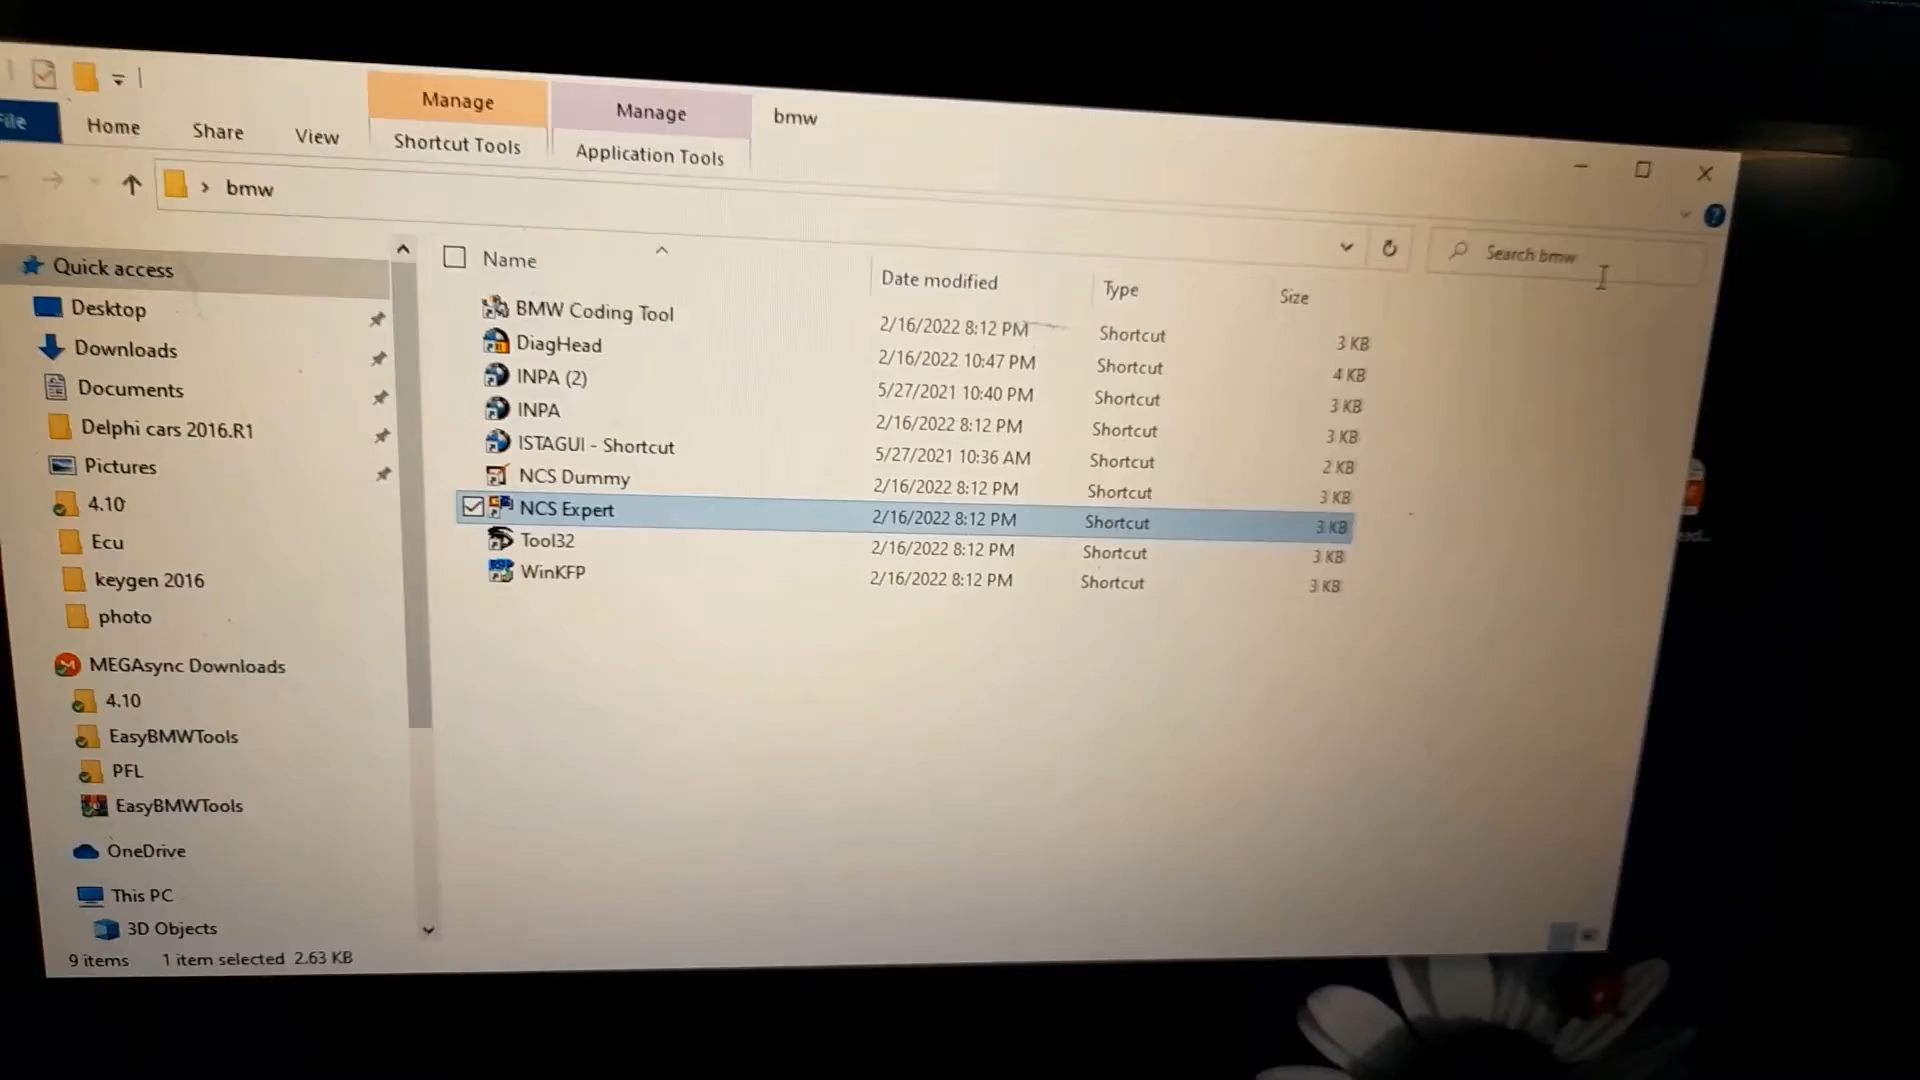 Manage
Manage
bmw
File
Home
Share
View
Shortcut Tools
Application Tools
bmw
Search bmw
Name
Date modified
Type
Size
BMW Coding Tool
2/16/2022 8:12 PM
Shortcut
3 KB
DiagHead
2/16/2022 10:47 PM
Shortcut
4 KB
INPA (2)
5/27/2021 10:40 PM
Shortcut
3 KB
INPA
2/16/2022 8:12 PM
Shortcut
3 KB
ISTAGUI - Shortcut
5/27/2021 10:36 AM
Shortcut
2 KB
NCS Dummy
2/16/2022 8:12 PM
Shortcut
3 KB
NCS Expert
2/16/2022 8:12 PM
Shortcut
3 KB
Tool32
2/16/2022 8:12 PM
Shortcut
3 KB
WinKFP
2/16/2022 8:12 PM
Shortcut
3 KB
Quick access
Desktop
Downloads
Documents
Delphi cars 2016.R1
Pictures
4.10
Ecu
keygen 2016
photo
MEGAsync Downloads
4.10
EasyBMWTools
PFL
EasyBMWTools
OneDrive
This PC
3D Objects
9 items
1 item selected 2.63 KB